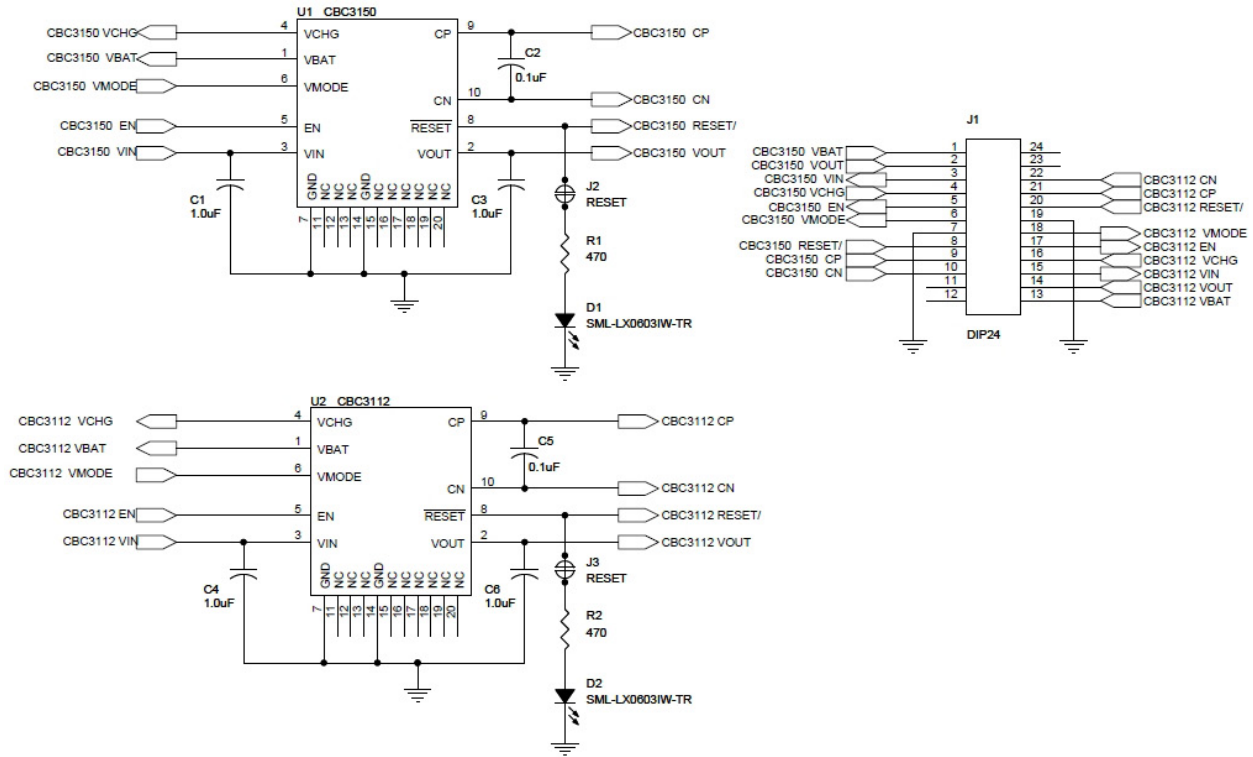 U1 CBC3150
CBC3150 VCHG 4 VCHG CP 9 CBC3150 CP
CBC3150 VBAT 1 VBAT C2
0.1uF
CBC3150 VMODE 6 VMODE
CN 10 CBC3150 CN
CBC3150 EN 5 EN RESET 8 CBC3150 RESET/
CBC3150 VIN 3 VIN VOUT 2 CBC3150 VOUT
GND NC NC NC GND NC NC NC NC NC NC
7 11 12 13 14 15 16 17 18 19 20
C1
1.0uF
C3
1.0uF
J2
RESET
R1
470
D1
SML-LX0603IW-TR
J1
CBC3150 VBAT 1 24
CBC3150 VOUT 2 23
CBC3150 VIN 3 22 CBC3112 CN
CBC3150 VCHG 4 21 CBC3112 CP
CBC3150 EN 5 20 CBC3112 RESET/
CBC3150 VMODE 6 19
7 18 CBC3112 VMODE
CBC3150 RESET/ 8 17 CBC3112 EN
CBC3150 CP 9 16 CBC3112 VCHG
CBC3150 CN 10 15 CBC3112 VIN
11 14 CBC3112 VOUT
12 13 CBC3112 VBAT
DIP24
U2 CBC3112
CBC3112 VCHG 4 VCHG CP 9 CBC3112 CP
CBC3112 VBAT 1 VBAT C5
0.1uF
CBC3112 VMODE 6 VMODE
CN 10 CBC3112 CN
CBC3112 EN 5 EN RESET 8 CBC3112 RESET/
CBC3112 VIN 3 VIN VOUT 2 CBC3112 VOUT
GND NC NC NC GND NC NC NC NC NC NC
7 11 12 13 14 15 16 17 18 19 20
C4
1.0uF
C6
1.0uF
J3
RESET
R2
470
D2
SML-LX0603IW-TR